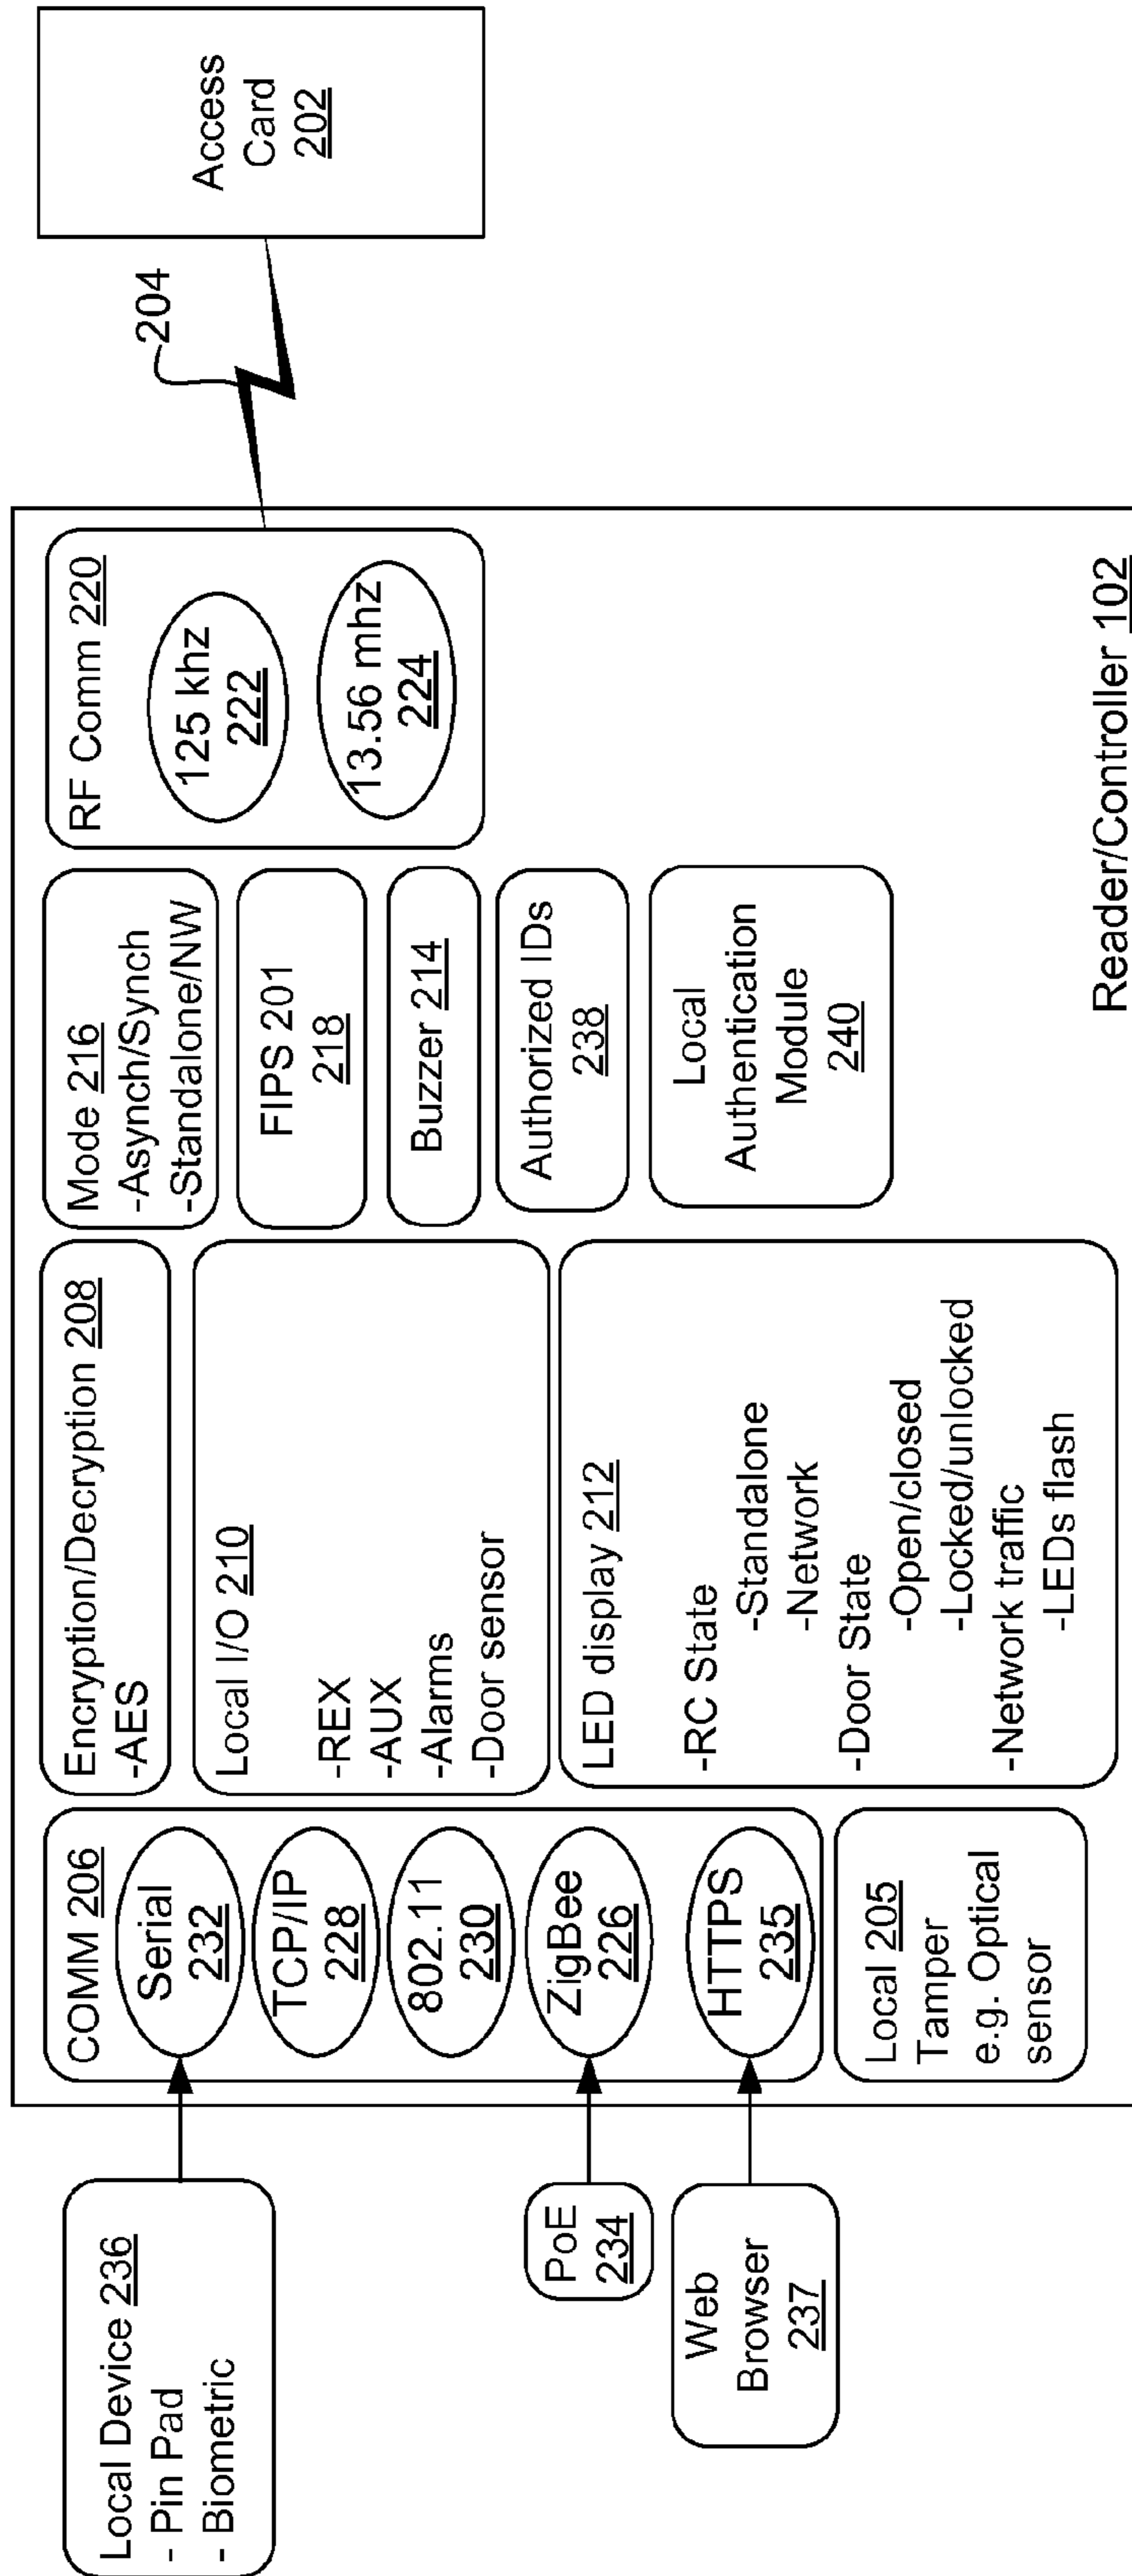 Local Device 236
- Pin Pad
- Biometric
PoE
234
Web
Browser
237
COMM 206
Serial
232
TCP/IP
228
802.11
230
ZigBee
226
HTTPS
235
Local 205
Tamper
e.g. Optical
sensor
Encryption/Decryption 208
-AES
Local I/O 210
-REX
-AUX
-Alarms
-Door sensor
LED display 212
-RC State
-Standalone
-Network
-Door State
-Open/closed
-Locked/unlocked
-Network traffic
-LEDs flash
Mode 216
-Asynch/Synch
-Standalone/NW
FIPS 201
218
Buzzer 214
Authorized IDs
238
Local
Authentication
Module
240
RF Comm 220
125 khz
222
13.56 mhz
224
Reader/Controller 102
204
Access
Card
202